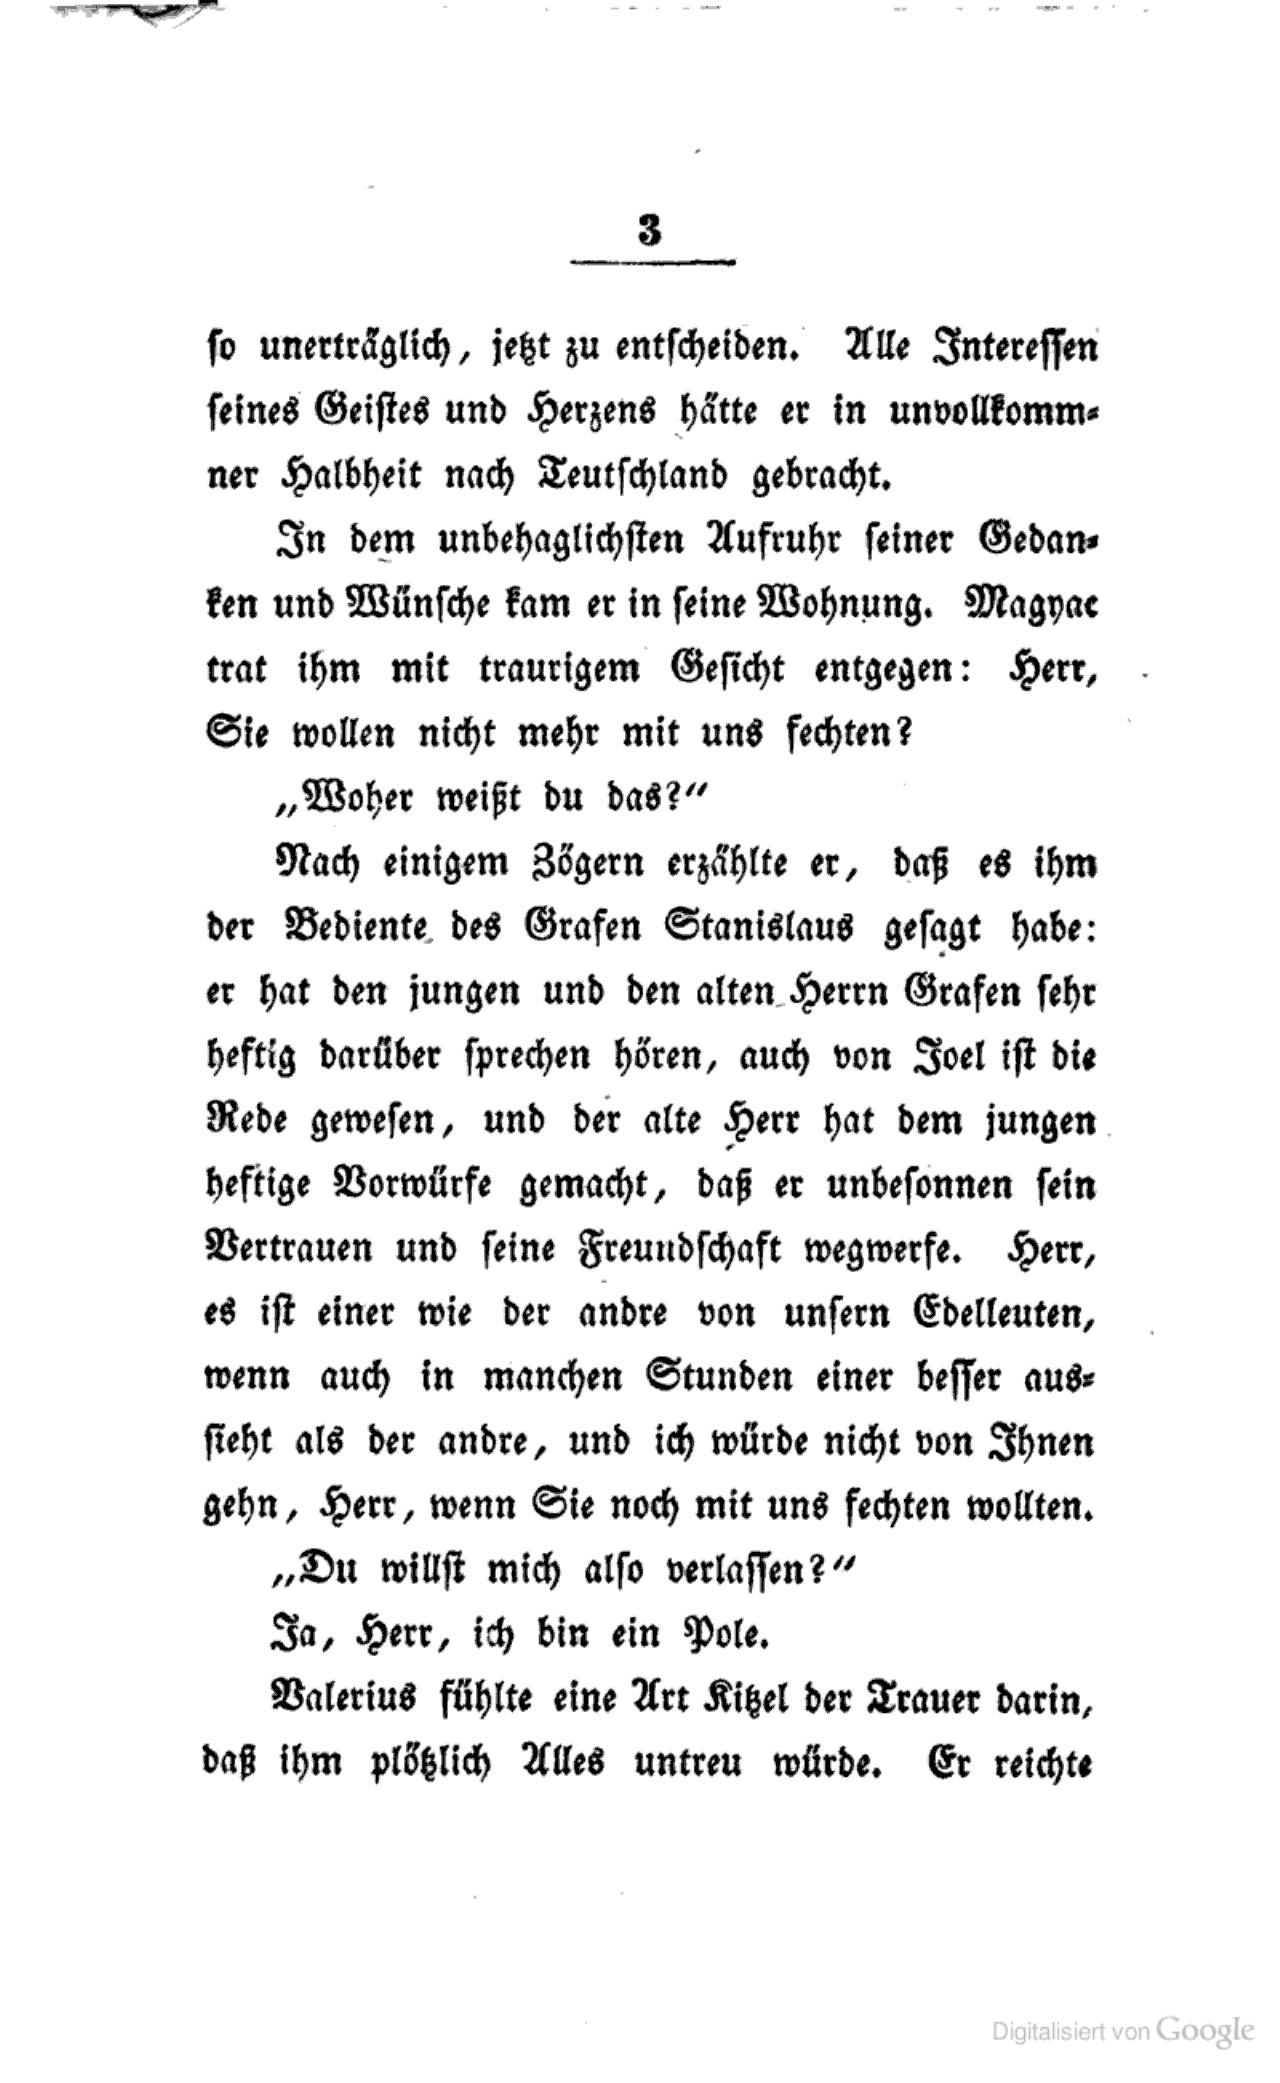 3
so unerträglich, jetzt zu entscheiden. Alle Interessen
seines Geistes und Herzens hätte er in unvollkomm-
ner Halbheit nach Teutschland gebracht.
In dem unbehaglichsten Aufruhr seiner Gedan-
ken und Wünsche kam er in seine Wohnung. Magyac
trat ihm mit traurigem Gesicht entgegen: Herr,
Sie wollen nicht mehr mit uns fechten?
„Woher weißt du das?“
Nach einigem Zögern erzählte er, daß es ihm
der Bediente des Grafen Stanislaus gesagt habe:
er hat den jungen und den alten Herrn Grafen sehr
heftig darüber sprechen hören, auch von Joel ist die
Rede gewesen, und der alte Herr hat dem jungen
heftige Vorwürfe gemacht, daß er unbesonnen sein
Vertrauen und seine Freundschaft wegwerfe. Herr,
es ist einer wie der andre von unsern Edelleuten,
wenn auch in manchen Stunden einer besser aus-
sieht als der andre, und ich würde nicht von Ihnen
gehn, Herr, wenn Sie noch mit uns fechten wollten.
„Du willst mich also verlassen?“
Ja, Herr, ich bin ein Pole.
Valerius fühlte eine Art Kitzel der Trauer darin,
daß ihm plötzlich Alles untreu würde. Er reichte
Digitalisiert von Google